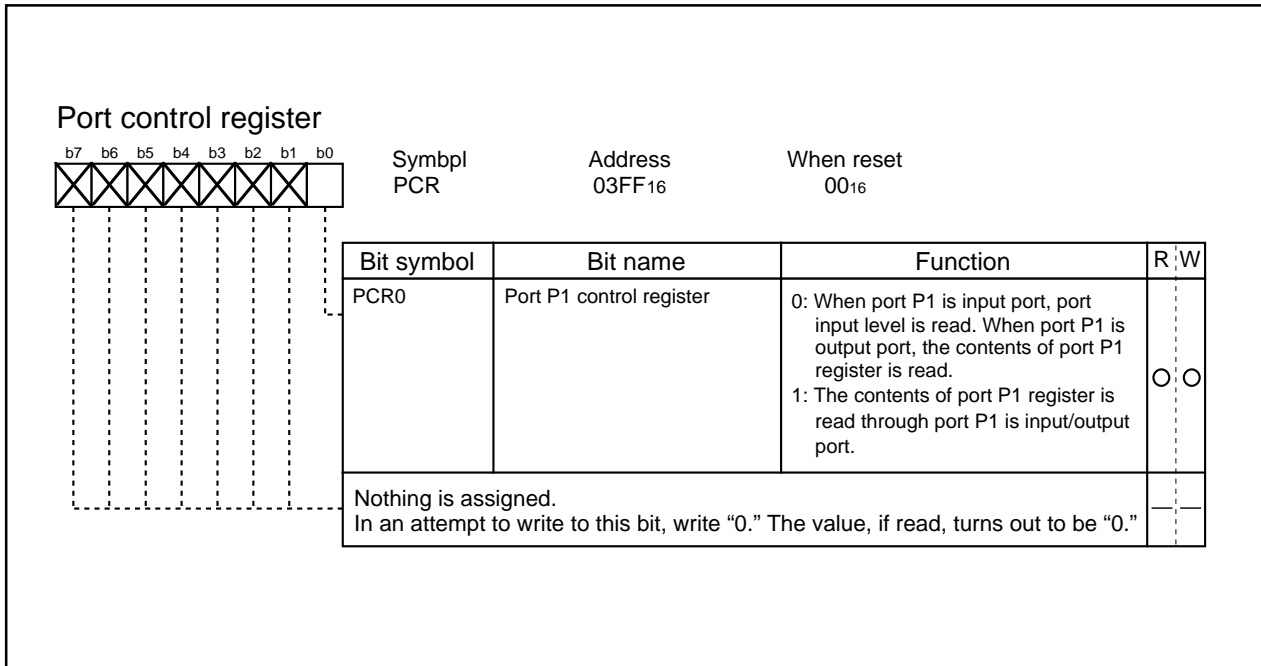 Port control register
b7 b6 b5 b4 b3 b2 b1 b0
Symbpl Address When reset
PCR 03FF16 0016
Bit symbol Bit name Function R W
PCR0 Port P1 control register 0: When port P1 is input port, port
input level is read. When port P1 is
output port, the contents of port P1
register is read.
1: The contents of port P1 register is
read through port P1 is input/output
port.
Nothing is assigned.
In an attempt to write to this bit, write “0.” The value, if read, turns out to be “0.”